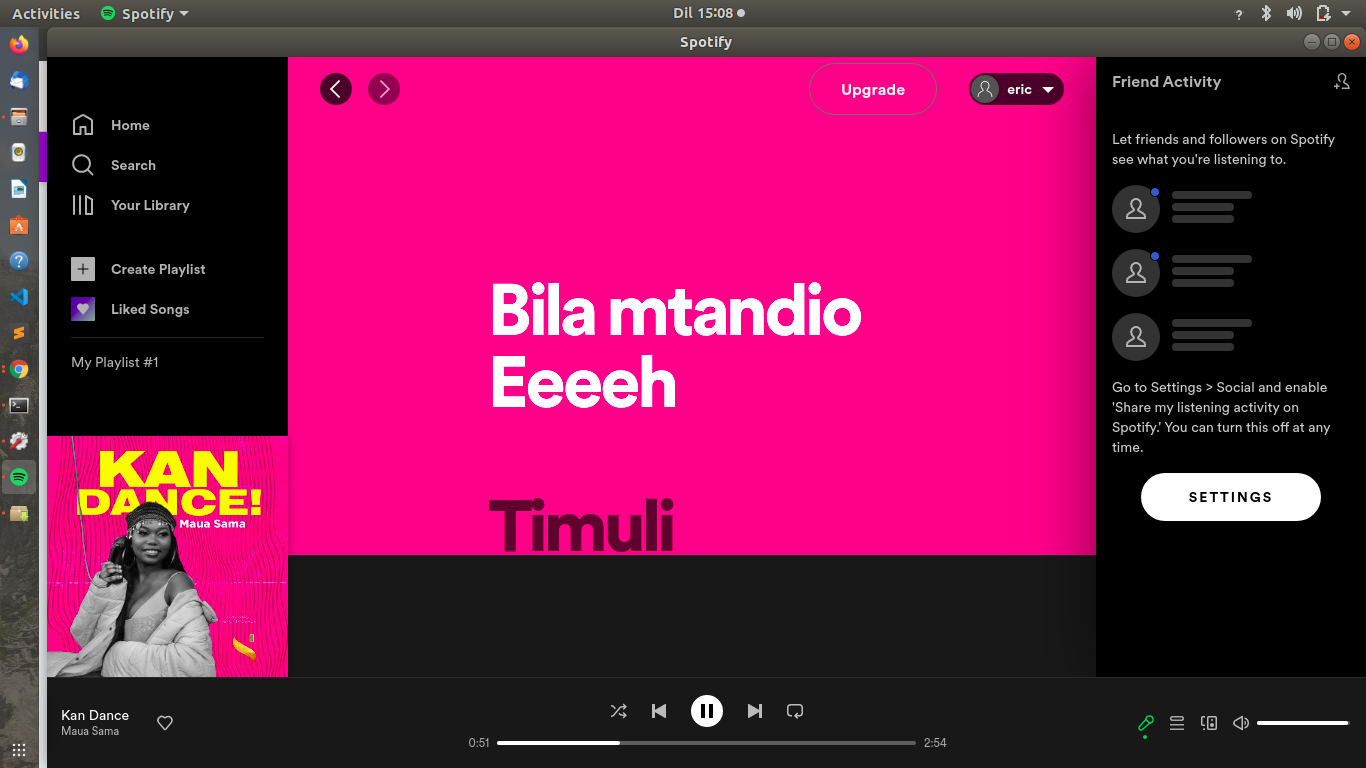 Activities
Spotify
Dil 15:08
Spotify
Home
Search
Your Library
Create Playlist
Liked Songs
My Playlist #1
KAN
DANCE!
Maua Sama
Upgrade
eric
Bila mtandio
Eeeeh
Timuli
Friend Activity
Let friends and followers on Spotify
see what you're listening to.
Go to Settings > Social and enable
'Share my listening activity on
Spotify.' You can turn this off at any
time.
SETTINGS
Kan Dance
Maua Sama
0:51
2:54